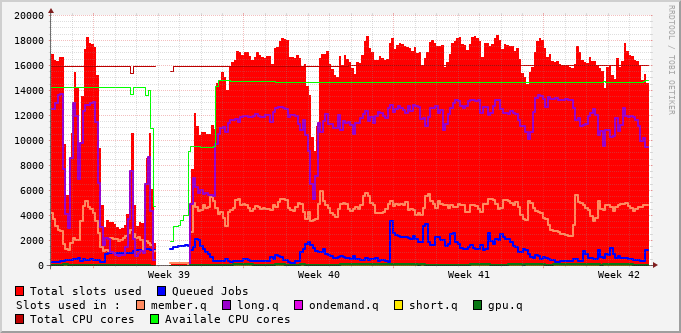 RRDTOOL / TOBI OETIKER
20000
18000
16000
14000
12000
10000
8000
6000
4000
2000
0
Week 39 Week 40 Week 41 Week 42
Total slots used Queued Jobs
Slots used in : member.q long.q ondemand.q short.q gpu.q
Total CPU cores Availale CPU cores